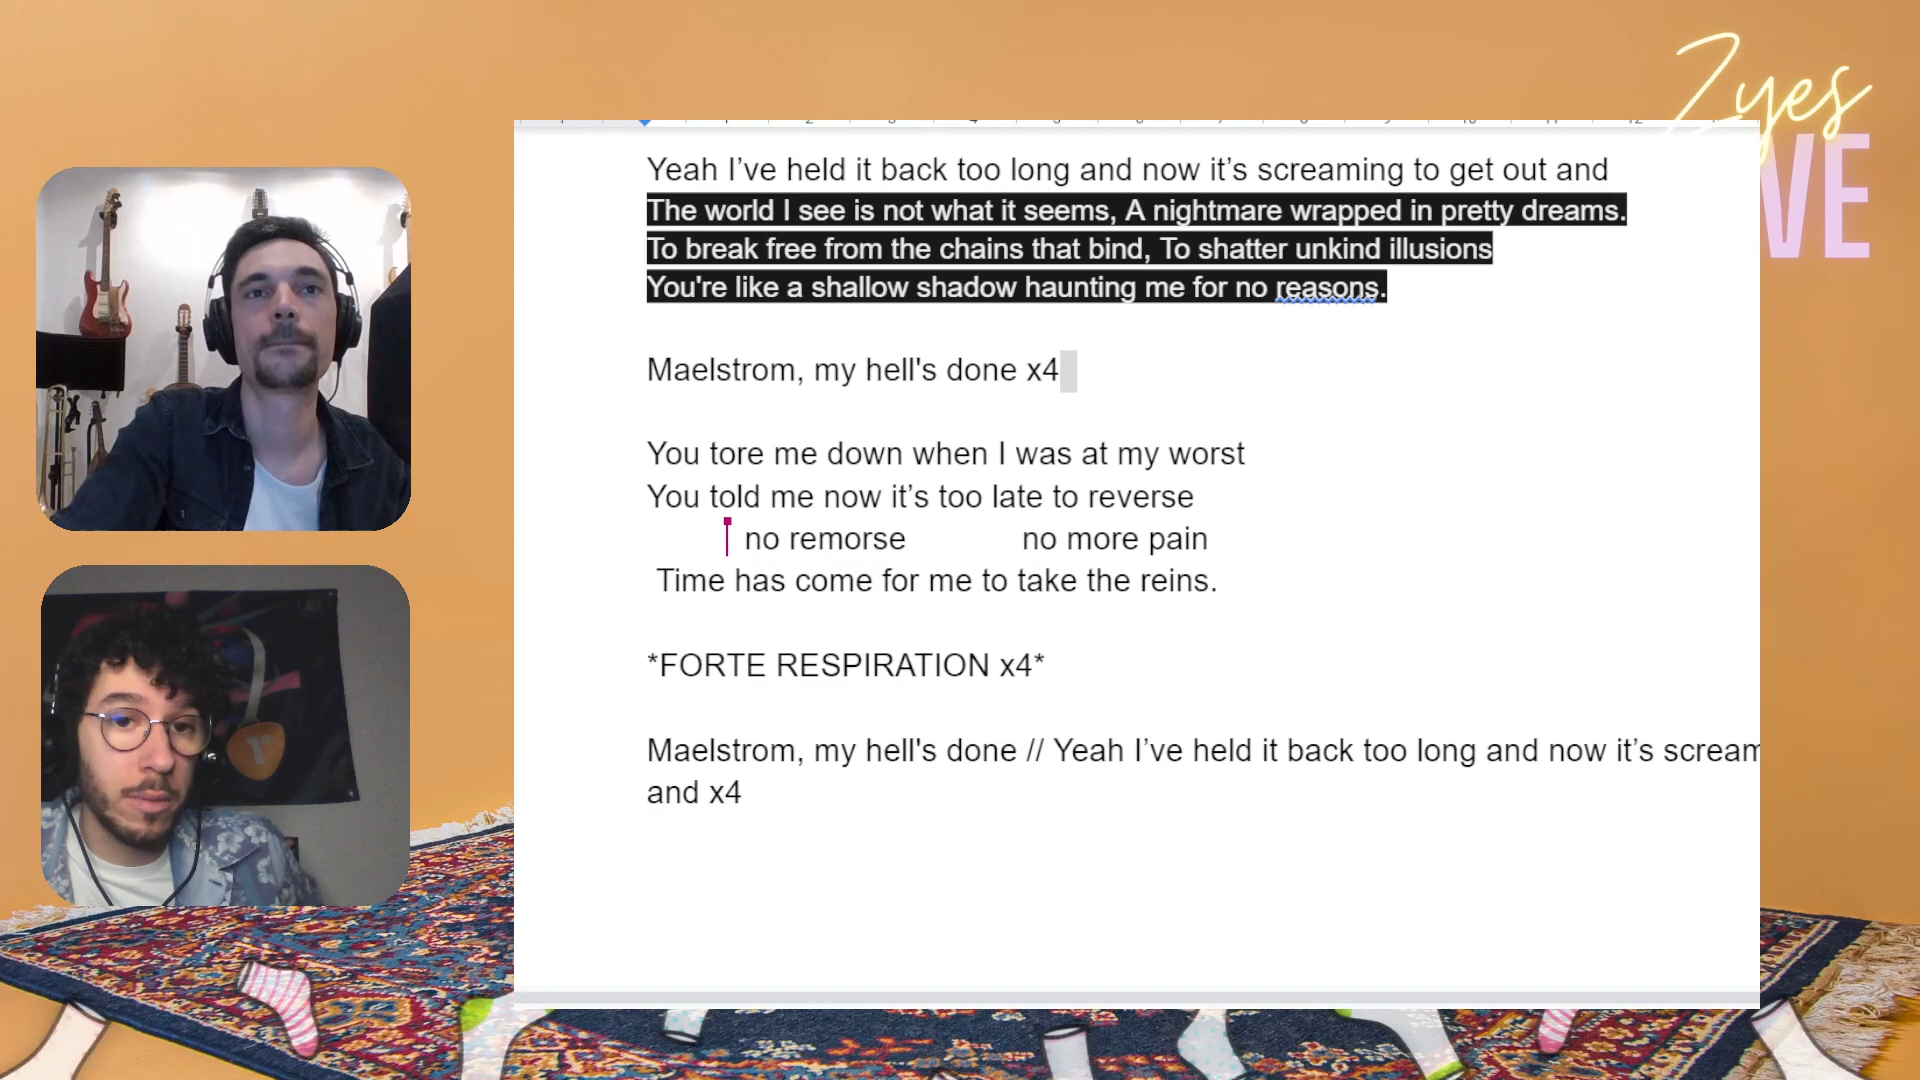 Zyes
VE
Yeah I’ve held it back too long and now it’s screaming to get out and
The world I see is not what it seems, A nightmare wrapped in pretty dreams.
To break free from the chains that bind, To shatter unkind illusions
You're like a shallow shadow haunting me for no reasons.
Maelstrom, my hell's done x4
You tore me down when I was at my worst
You told me now it’s too late to reverse
no remorse no more pain
Time has come for me to take the reins.
*FORTE RESPIRATION x4*
Maelstrom, my hell's done // Yeah I’ve held it back too long and now it’s scream
and x4